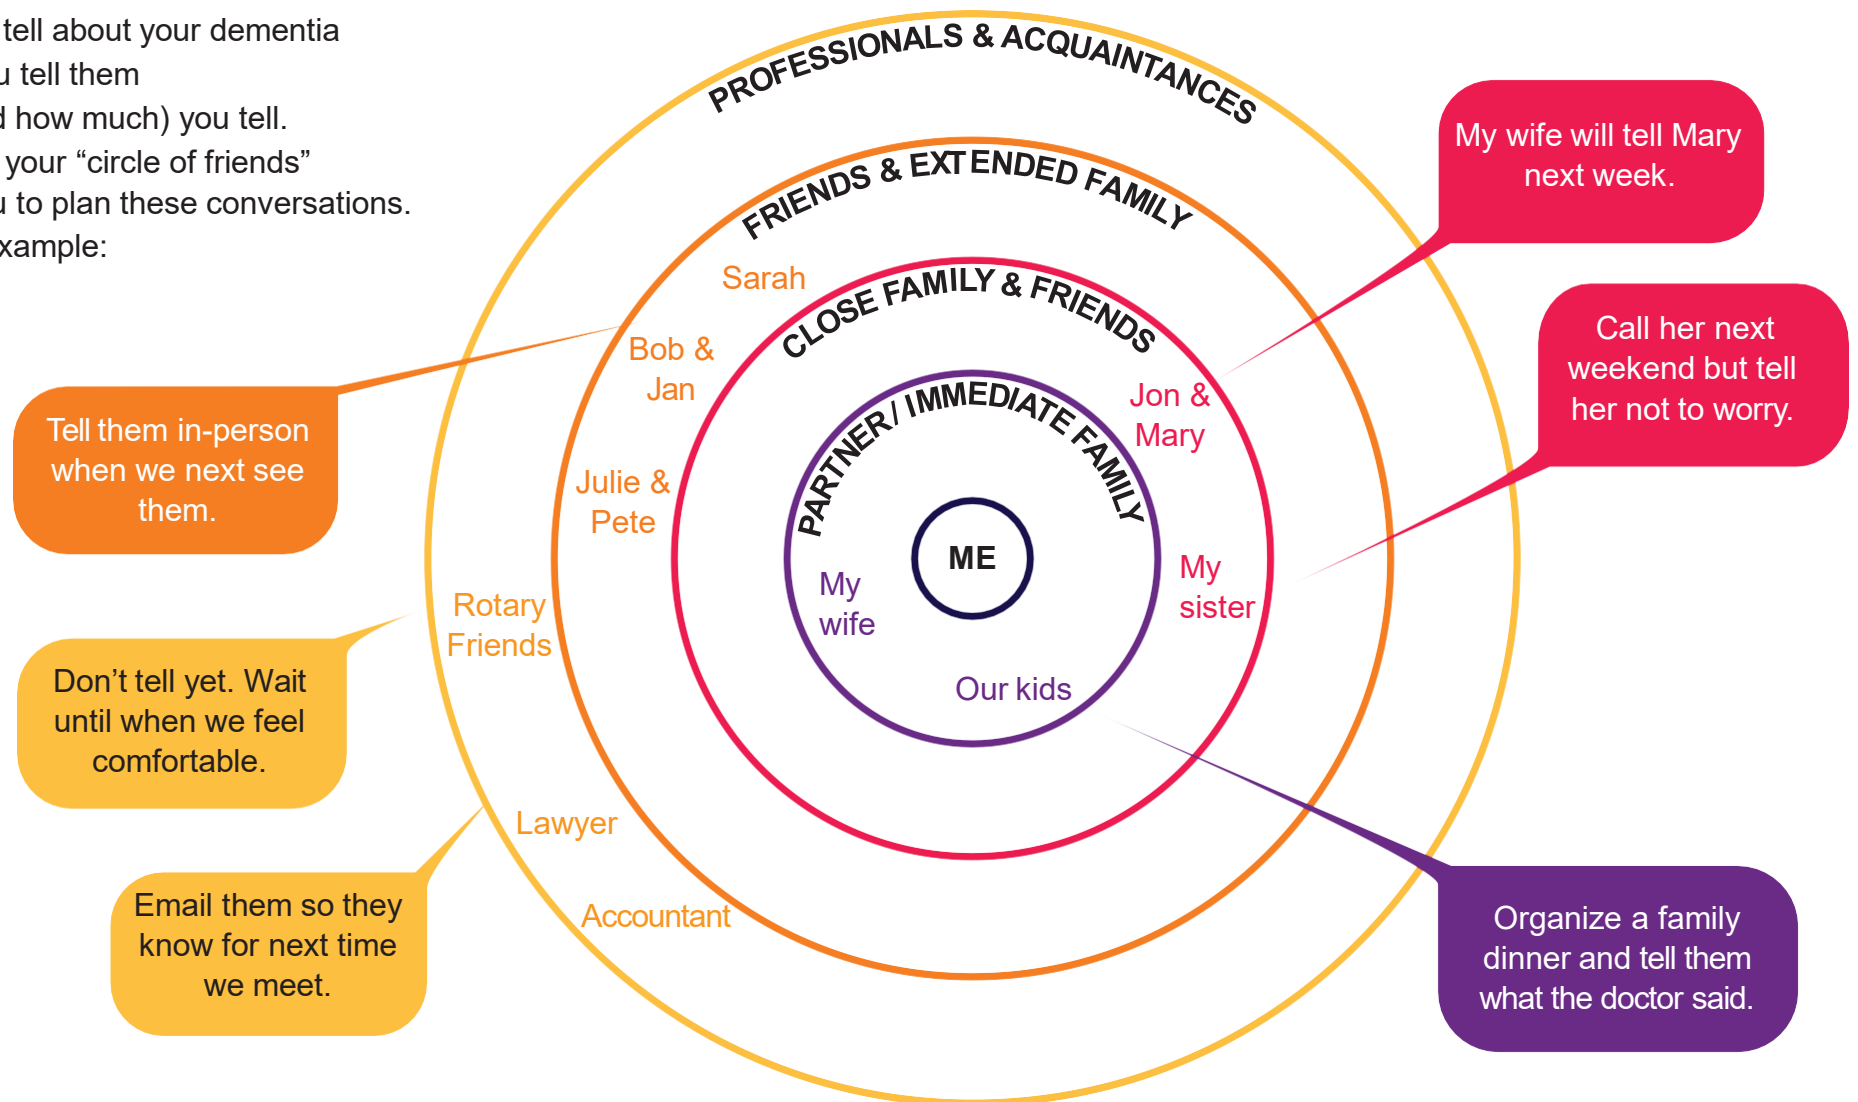 tell about your dementia
u tell them
d how much) you tell.
your “circle of friends”
u to plan these conversations.
xample:
PROFESSIONALS & ACQUAINTANCES
FRIENDS & EXTENDED FAMILY
CLOSE FAMILY & FRIENDS
PARTNER/ IMMEDIATE FAMILY
ME
My
wife
Our kids
Jon &
Mary
My
sister
Sarah
Bob &
Jan
Julie &
Pete
Rotary
Friends
Lawyer
Accountant
My wife will tell Mary
next week.
Call her next
weekend but tell
her not to worry.
Organize a family
dinner and tell them
what the doctor said.
Tell them in-person
when we next see
them.
Don’t tell yet. Wait
until when we feel
comfortable.
Email them so they
know for next time
we meet.